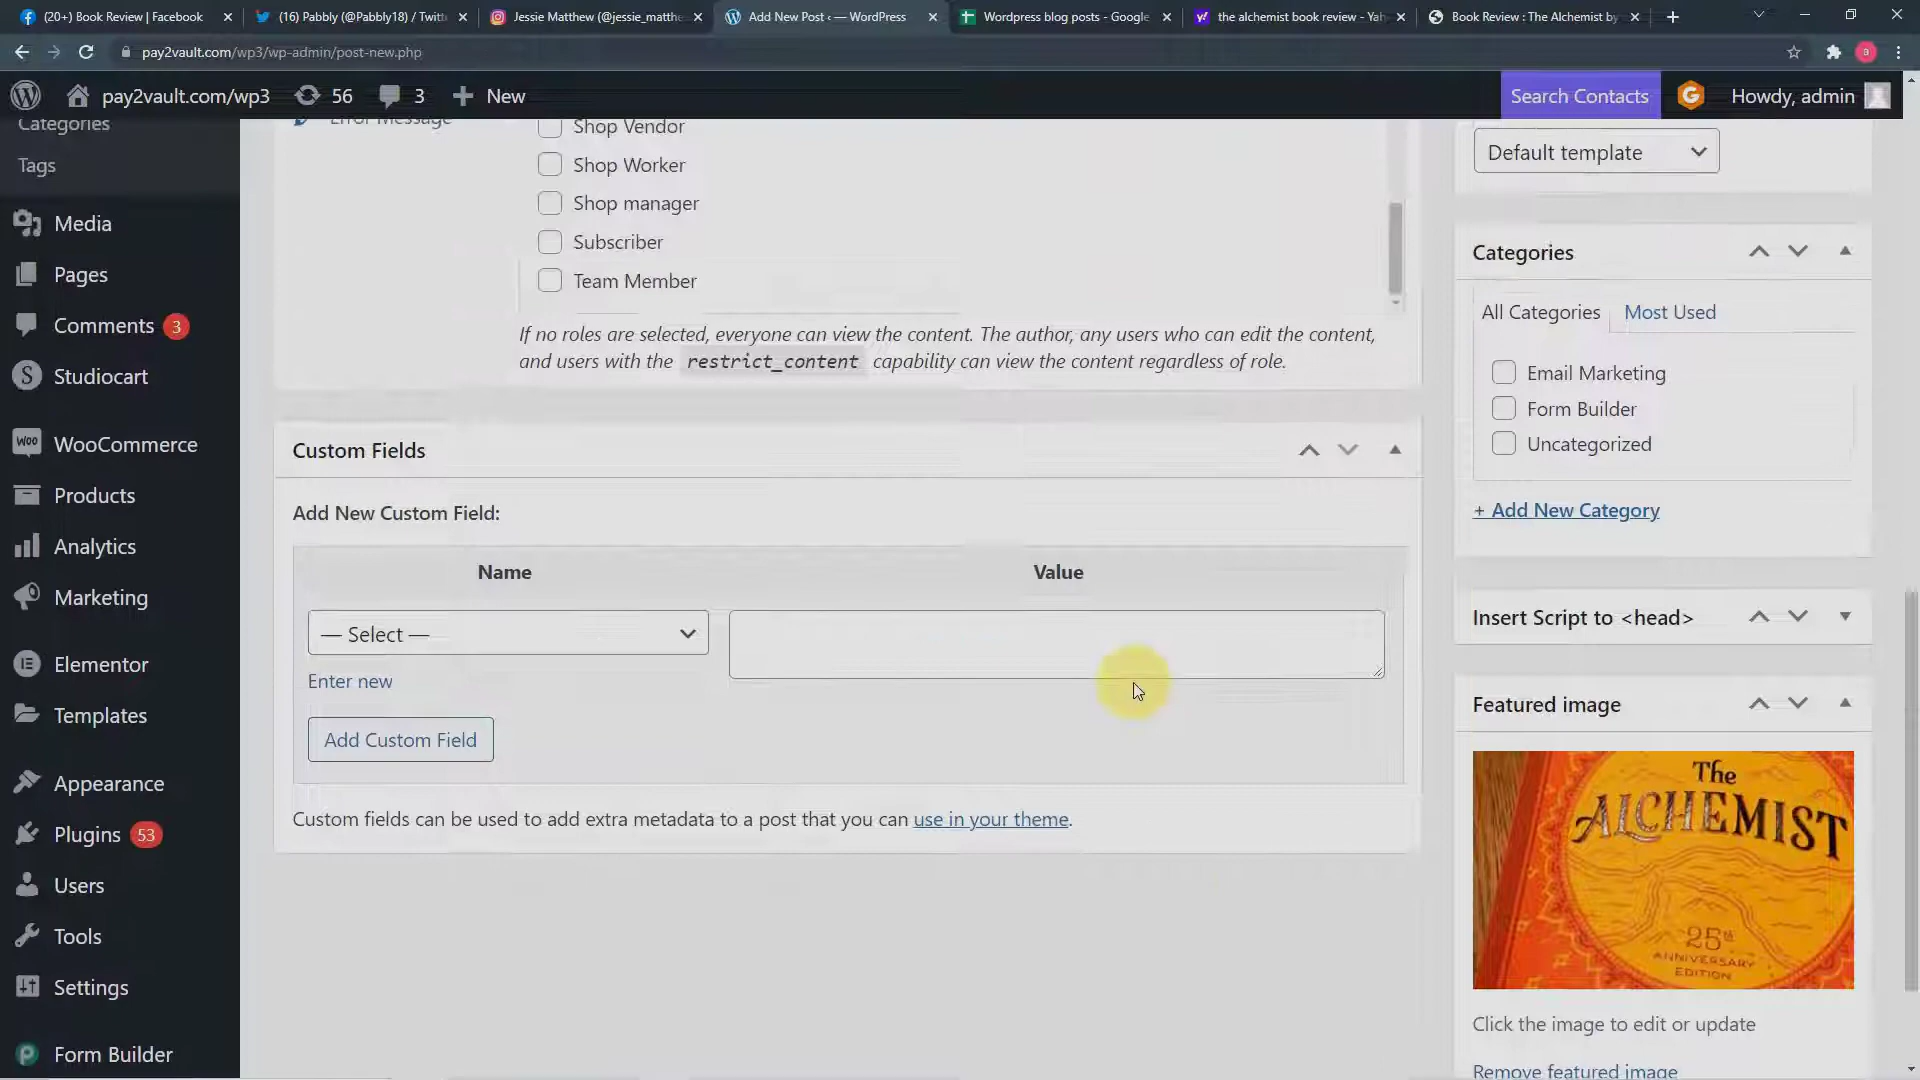 (20+) Book Review | Facebook
(16) Pabbly (@Pabbly18) / Twitt
Jessie Matthew (@jessie_matthe
Add New Post ‹ — WordPress
Wordpress blog posts - Google
the alchemist book review - Yah
Book Review : The Alchemist by
pay2vault.com/wp3/wp-admin/post-new.php
pay2vault.com/wp3
56
3
New
Search Contacts
Howdy, admin
Categories
Tags
Media
Pages
Comments 3
Studiocart
WooCommerce
Products
Analytics
Marketing
Elementor
Templates
Appearance
Plugins 53
Users
Tools
Settings
Form Builder
Error Message
Shop Vendor
Shop Worker
Shop manager
Subscriber
Team Member
If no roles are selected, everyone can view the content. The author, any users who can edit the content,
and users with the restrict_content capability can view the content regardless of role.
Custom Fields
Add New Custom Field:
Name
Value
— Select —
Enter new
Add Custom Field
Custom fields can be used to add extra metadata to a post that you can use in your theme.
Default template
Categories
All Categories
Most Used
Email Marketing
Form Builder
Uncategorized
+ Add New Category
Insert Script to <head>
Featured image
The
ALCHEMIST
25th
ANNIVERSARY
EDITION
Click the image to edit or update
Remove featured image